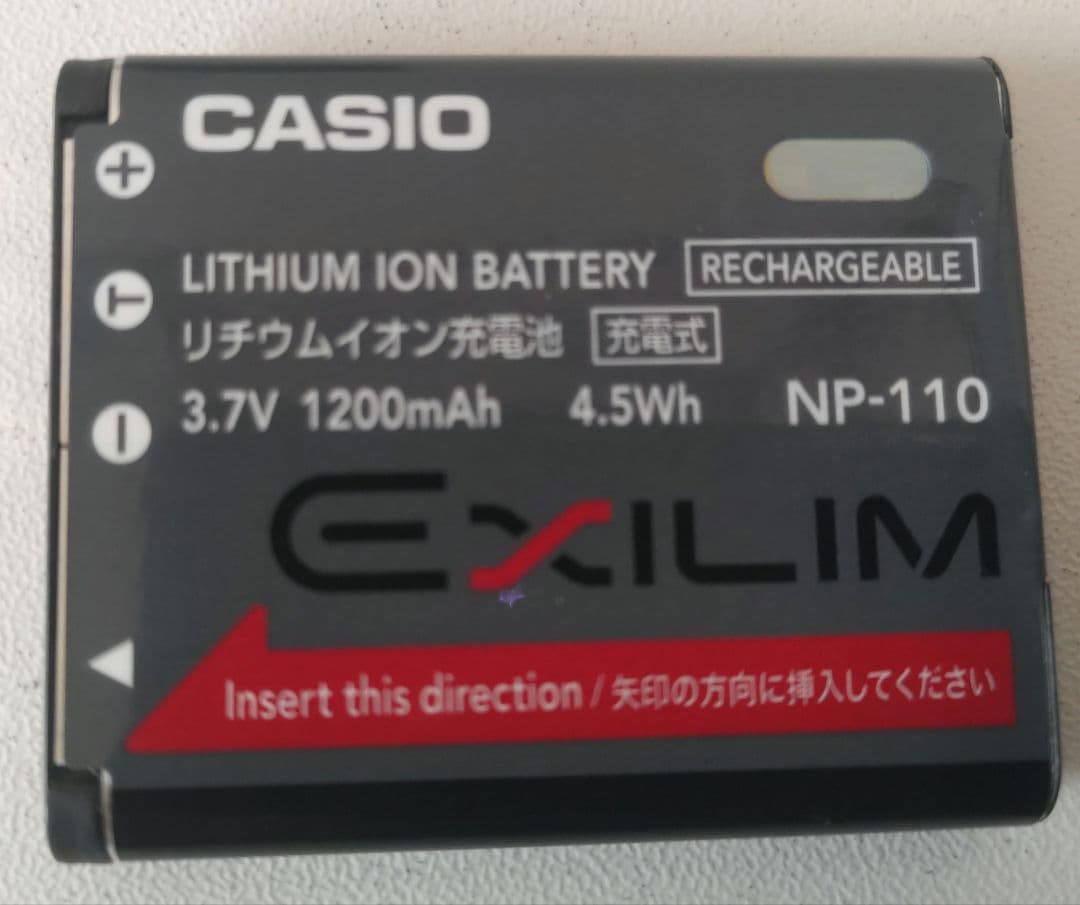 CASIO
+
LITHIUM ION BATTERY RECHARGEABLE
T
リチウムイオン充電池 充電式
3.7V 1200mAh 4.5Wh NP-110
−
EXILIM
Insert this direction / 矢印の方向に挿入してください